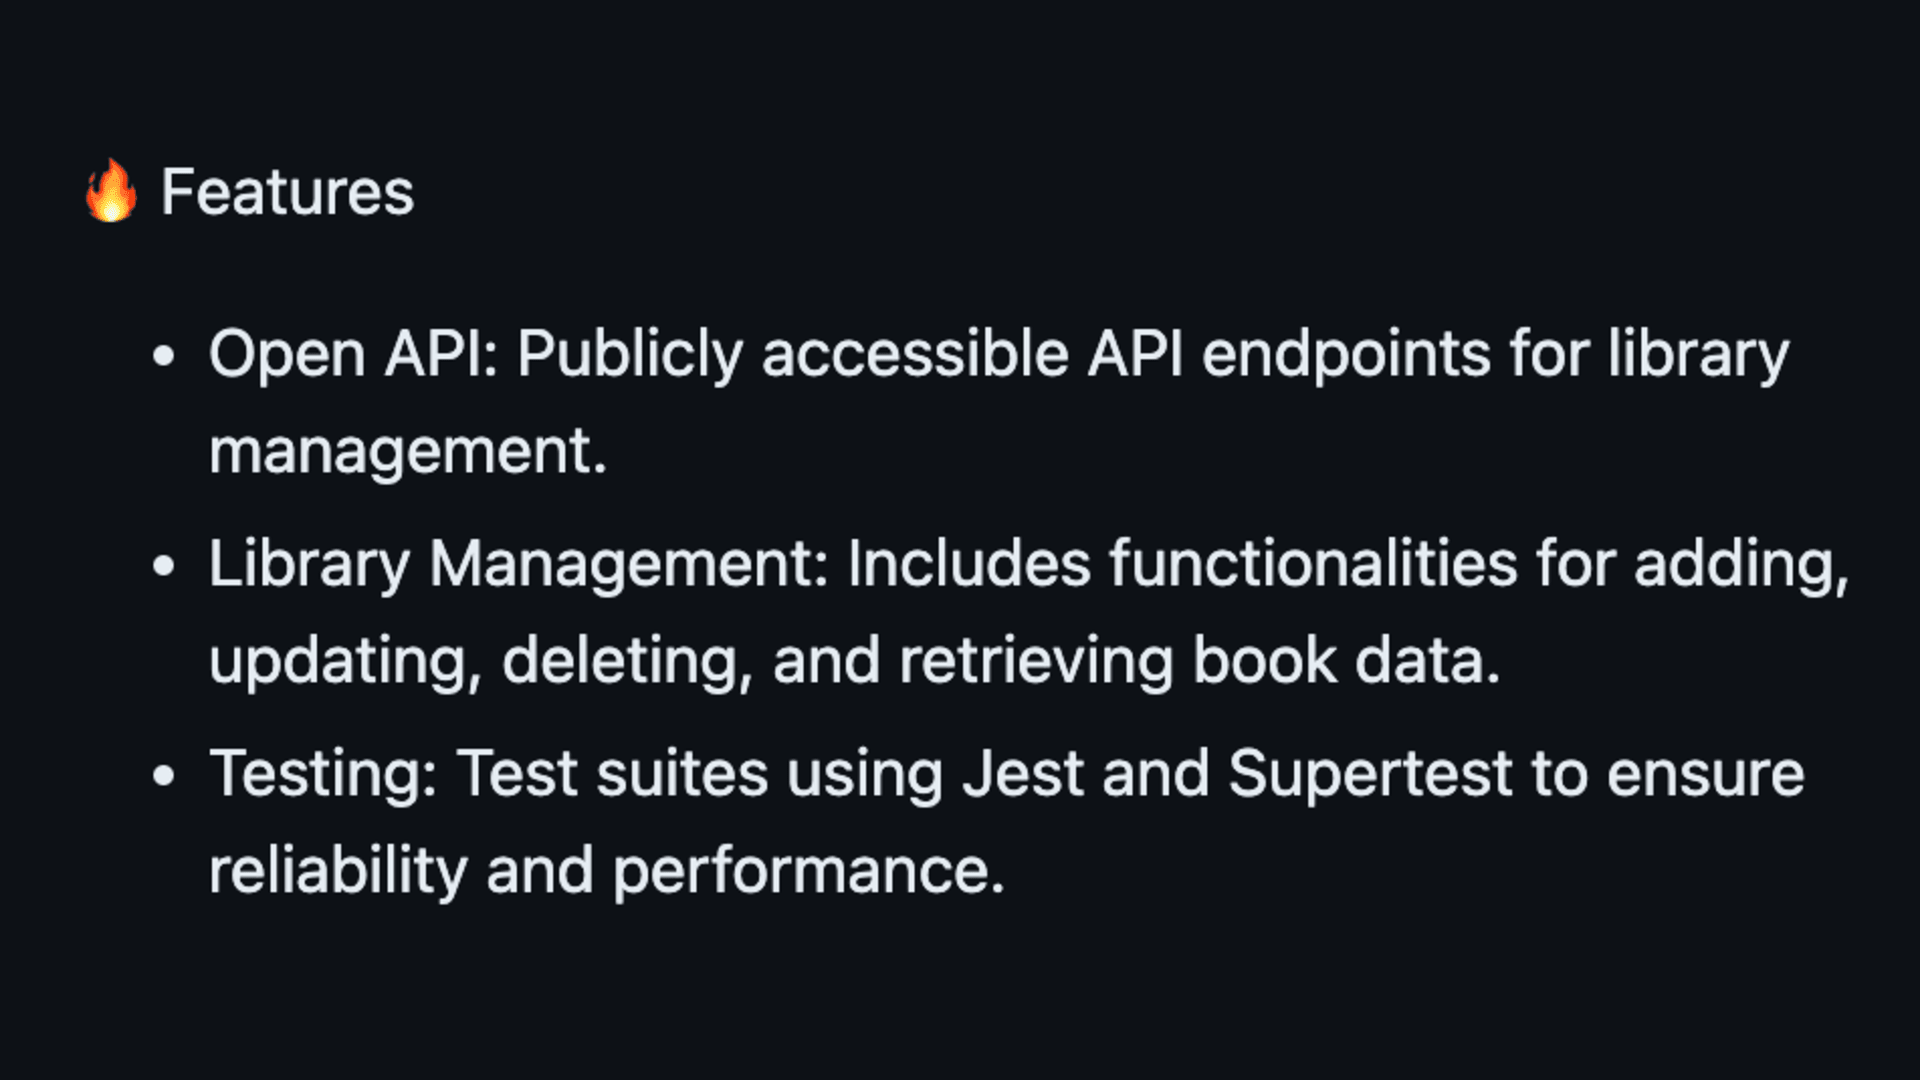 🔥 Features
• Open API: Publicly accessible API endpoints for library
management.
• Library Management: Includes functionalities for adding,
updating, deleting, and retrieving book data.
• Testing: Test suites using Jest and Supertest to ensure
reliability and performance.